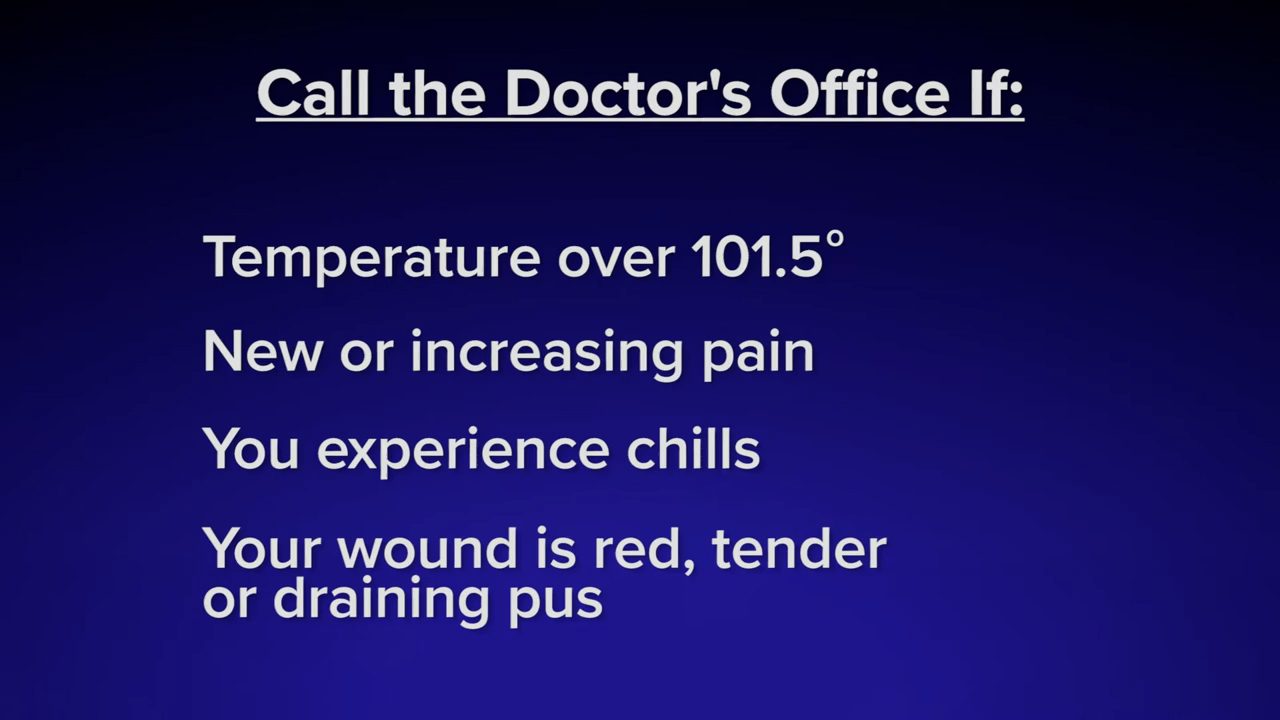 Call the Doctor's Office If:
Temperature over 101.5°
New or increasing pain
You experience chills
Your wound is red, tender
or draining pus